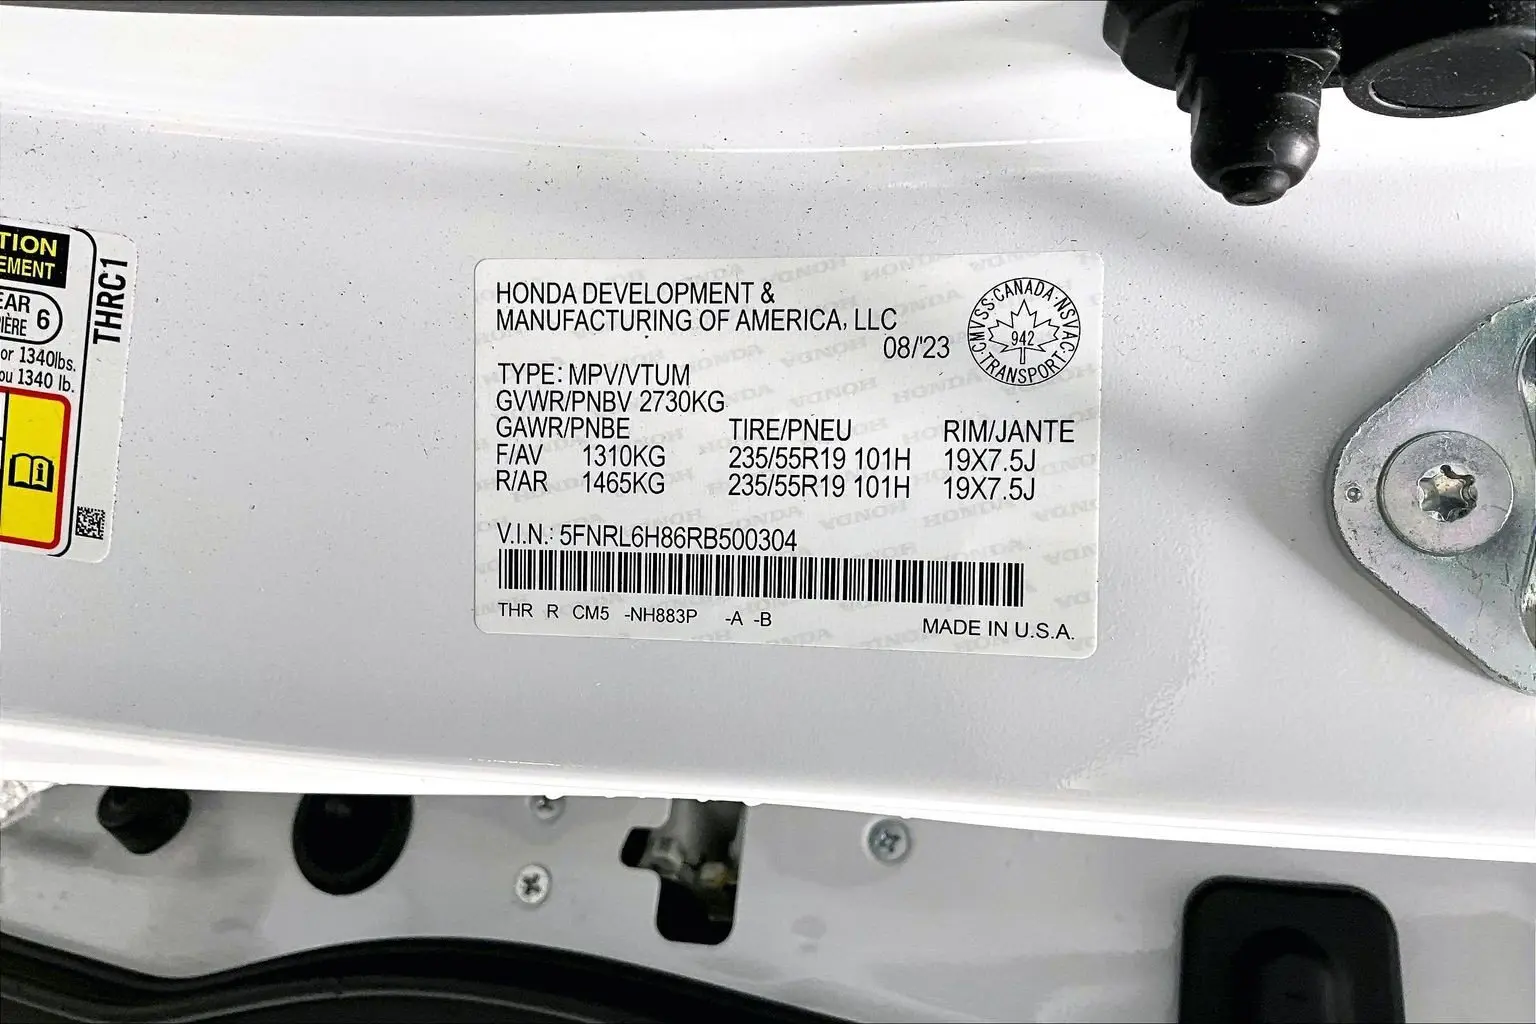 TION
EMENT
EAR
IÈRE 6
or 1340lbs.
ou 1340 lb.
THRC1
HONDA DEVELOPMENT &
MANUFACTURING OF AMERICA, LLC
08/'23
CMVSS·CANADA·NSVAC·TRANSPORT·
942
TYPE: MPV/VTUM
GVWR/PNBV 2730KG
GAWR/PNBE TIRE/PNEU RIM/JANTE
F/AV 1310KG 235/55R19 101H 19X7.5J
R/AR 1465KG 235/55R19 101H 19X7.5J
V.I.N.: 5FNRL6H86RB500304
THR R CM5 -NH883P -A -B
MADE IN U.S.A.